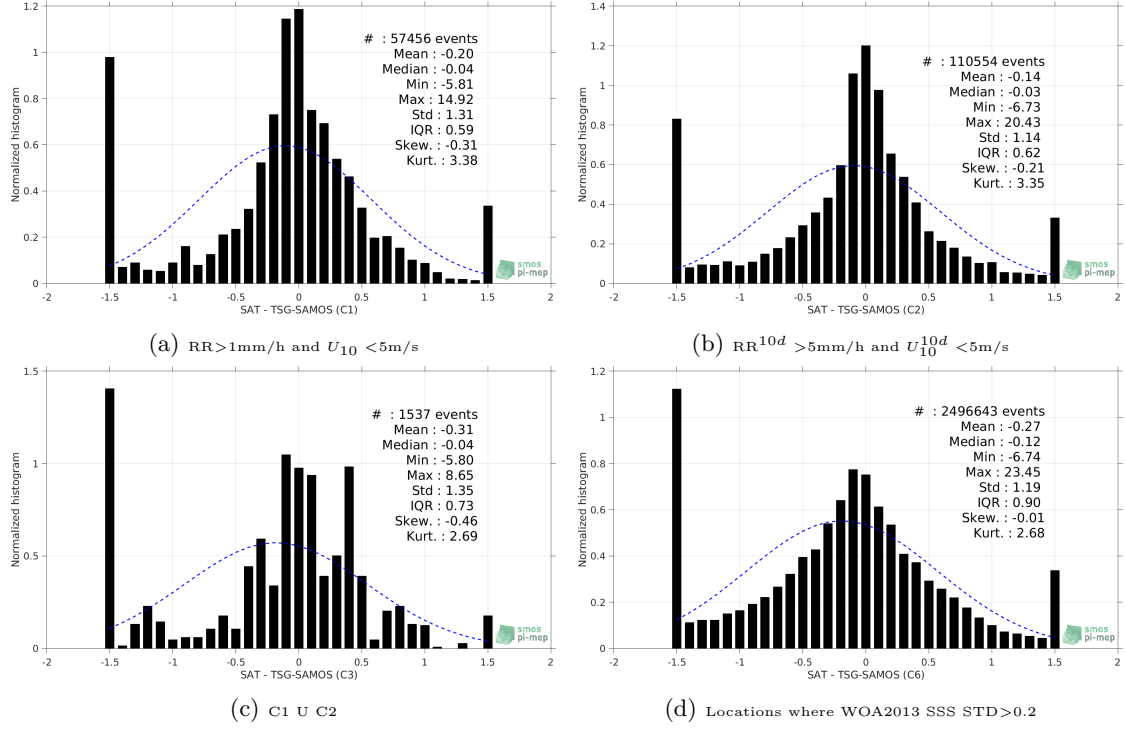 1.2
1
0.8
0.6
0.4
0.2
0
-2
-1.5
-1
-0.5
0
0.5
1
1.5
2
Normalized histogram
SAT - TSG-SAMOS (C1)
# : 57456 events
Mean : -0.20
Median : -0.04
Min : -5.81
Max : 14.92
Std : 1.31
IQR : 0.59
Skew. : -0.31
Kurt. : 3.38
smos
pi-mep
(a) RR>1mm/h and U10 <5m/s
1.4
1.2
1
0.8
0.6
0.4
0.2
0
-2
-1.5
-1
-0.5
0
0.5
1
1.5
2
Normalized histogram
SAT - TSG-SAMOS (C2)
# : 110554 events
Mean : -0.14
Median : -0.03
Min : -6.73
Max : 20.43
Std : 1.14
IQR : 0.62
Skew. : -0.21
Kurt. : 3.35
smos
pi-mep
(b) RR^10d >5mm/h and U10^10d <5m/s
1.5
1
0.5
0
-2
-1.5
-1
-0.5
0
0.5
1
1.5
2
Normalized histogram
SAT - TSG-SAMOS (C3)
# : 1537 events
Mean : -0.31
Median : -0.04
Min : -5.80
Max : 8.65
Std : 1.35
IQR : 0.73
Skew. : -0.46
Kurt. : 2.69
smos
pi-mep
(c) C1 U C2
1.2
1
0.8
0.6
0.4
0.2
0
-2
-1.5
-1
-0.5
0
0.5
1
1.5
2
Normalized histogram
SAT - TSG-SAMOS (C6)
# : 2496643 events
Mean : -0.27
Median : -0.12
Min : -6.74
Max : 23.45
Std : 1.19
IQR : 0.90
Skew. : -0.01
Kurt. : 2.68
smos
pi-mep
(d) Locations where WOA2013 SSS STD>0.2